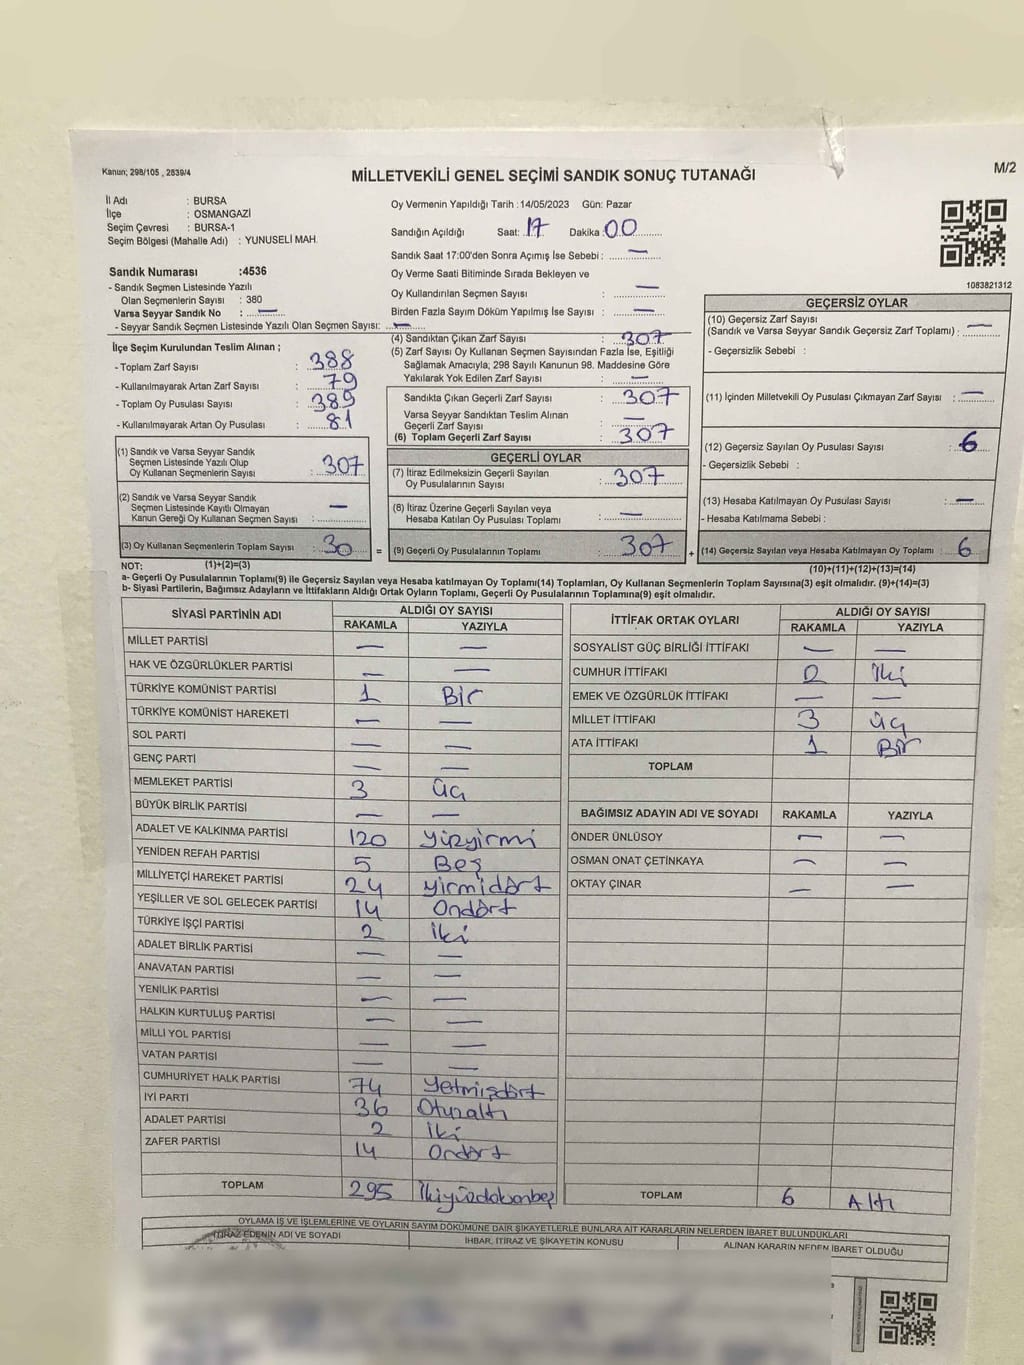 Kanun; 298/105 , 2839/4
MİLLETVEKİLİ GENEL SEÇİMİ SANDIK SONUÇ TUTANAĞI
M/2
İl Adı : BURSA
İlçe : OSMANGAZİ
Seçim Çevresi : BURSA-1
Seçim Bölgesi (Mahalle Adı) : YUNUSELİ MAH.
Sandık Numarası :4536
- Sandık Seçmen Listesinde Yazılı
Olan Seçmenlerin Sayısı : 380
Varsa Seyyar Sandık No : —
- Seyyar Sandık Seçmen Listesinde Yazılı Olan Seçmen Sayısı: —
İlçe Seçim Kurulundan Teslim Alınan ;
- Toplam Zarf Sayısı : 388
- Kullanılmayarak Artan Zarf Sayısı : 79
- Toplam Oy Pusulası Sayısı : 389
- Kullanılmayarak Artan Oy Pusulası : 81
(1) Sandık ve Varsa Seyyar Sandık
Seçmen Listesinde Yazılı Olup
Oy Kullanan Seçmenlerin Sayısı : 307
(2) Sandık ve Varsa Seyyar Sandık
Seçmen Listesinde Kayıtlı Olmayan
Kanun Gereği Oy Kullanan Seçmen Sayısı : —
(3) Oy Kullanan Seçmenlerin Toplam Sayısı : 30 =
Oy Vermenin Yapıldığı Tarih :14/05/2023 Gün: Pazar
Sandığın Açıldığı Saat: 17 Dakika : 00
Sandık Saat 17:00'den Sonra Açımış İse Sebebi : —
Oy Verme Saati Bitiminde Sırada Bekleyen ve
Oy Kullandırılan Seçmen Sayısı : —
Birden Fazla Sayım Döküm Yapılmış İse Sayısı : —
(4) Sandıktan Çıkan Zarf Sayısı : 307
(5) Zarf Sayısı Oy Kullanan Seçmen Sayısından Fazla İse, Eşitliği
Sağlamak Amacıyla, 298 Sayılı Kanunun 98. Maddesine Göre
Yakılarak Yok Edilen Zarf Sayısı : —
Sandıkta Çıkan Geçerli Zarf Sayısı : 307
Varsa Seyyar Sandıktan Teslim Alınan
Geçerli Zarf Sayısı : —
(6) Toplam Geçerli Zarf Sayısı : 307
GEÇERLİ OYLAR
(7) İtiraz Edilmeksizin Geçerli Sayılan
Oy Pusulalarının Sayısı : 307
(8) İtiraz Üzerine Geçerli Sayılan veya
Hesaba Katılan Oy Pusulası Toplamı : —
(9) Geçerli Oy Pusulalarının Toplamı : 307 +
1083821312
GEÇERSİZ OYLAR
(10) Geçersiz Zarf Sayısı
(Sandık ve Varsa Seyyar Sandık Geçersiz Zarf Toplamı) : —
- Geçersizlik Sebebi :
(11) İçinden Milletvekili Oy Pusulası Çıkmayan Zarf Sayısı : —
(12) Geçersiz Sayılan Oy Pusulası Sayısı : 6
- Geçersizlik Sebebi :
(13) Hesaba Katılmayan Oy Pusulası Sayısı : —
- Hesaba Katılmama Sebebi :
(14) Geçersiz Sayılan veya Hesaba Katılmayan Oy Toplamı : 6
NOT: (1)+(2)=(3) (10)+(11)+(12)+(13)=(14)
a- Geçerli Oy Pusulalarının Toplamı(9) ile Geçersiz Sayılan veya Hesaba katılmayan Oy Toplamı(14) Toplamları, Oy Kullanan Seçmenlerin Toplam Sayısına(3) eşit olmalıdır. (9)+(14)=(3)
b- Siyasi Partilerin, Bağımsız Adayların ve İttifakların Aldığı Ortak Oyların Toplamı, Geçerli Oy Pusulalarının Toplamına(9) eşit olmalıdır.
SİYASİ PARTİNİN ADI ALDIĞI OY SAYISI
RAKAMLA YAZIYLA
MİLLET PARTİSİ — —
HAK VE ÖZGÜRLÜKLER PARTİSİ — —
TÜRKİYE KOMÜNİST PARTİSİ 1 Bir
TÜRKİYE KOMÜNİST HAREKETİ — —
SOL PARTİ — —
GENÇ PARTİ — —
MEMLEKET PARTİSİ 3 Üç
BÜYÜK BİRLİK PARTİSİ — —
ADALET VE KALKINMA PARTİSİ 120 Yüzyirmi
YENİDEN REFAH PARTİSİ 5 Beş
MİLLİYETÇİ HAREKET PARTİSİ 24 yirmidört
YEŞİLLER VE SOL GELECEK PARTİSİ 14 Ondört
TÜRKİYE İŞÇİ PARTİSİ 2 İki
ADALET BİRLİK PARTİSİ — —
ANAVATAN PARTİSİ — —
YENİLİK PARTİSİ — —
HALKIN KURTULUŞ PARTİSİ — —
MİLLİ YOL PARTİSİ — —
VATAN PARTİSİ — —
CUMHURİYET HALK PARTİSİ 74 Yetmişdört
İYİ PARTİ 36 Otuzaltı
ADALET PARTİSİ 2 İki
ZAFER PARTİSİ 14 Ondört
TOPLAM 295 İkiyüzdoksanbeş
İTTİFAK ORTAK OYLARI ALDIĞI OY SAYISI
RAKAMLA YAZIYLA
SOSYALİST GÜÇ BİRLİĞİ İTTİFAKI — —
CUMHUR İTTİFAKI 2 İki
EMEK VE ÖZGÜRLÜK İTTİFAKI — —
MİLLET İTTİFAKI 3 Üç
ATA İTTİFAKI 1 Bir
TOPLAM
BAĞIMSIZ ADAYIN ADI VE SOYADI RAKAMLA YAZIYLA
ÖNDER ÜNLÜSOY — —
OSMAN ONAT ÇETİNKAYA — —
OKTAY ÇINAR — —
TOPLAM 6 Altı
OYLAMA İŞ VE İŞLEMLERİNE VE OYLARIN SAYIM DÖKÜMÜNE DAİR ŞİKAYETLERLE BUNLARA AİT KARARLARIN NELERDEN İBARET BULUNDUKLARI
İTİRAZ EDENİN ADI VE SOYADI İHBAR, İTİRAZ VE ŞİKAYETİN KONUSU ALINAN KARARIN NEDEN İBARET OLDUĞU